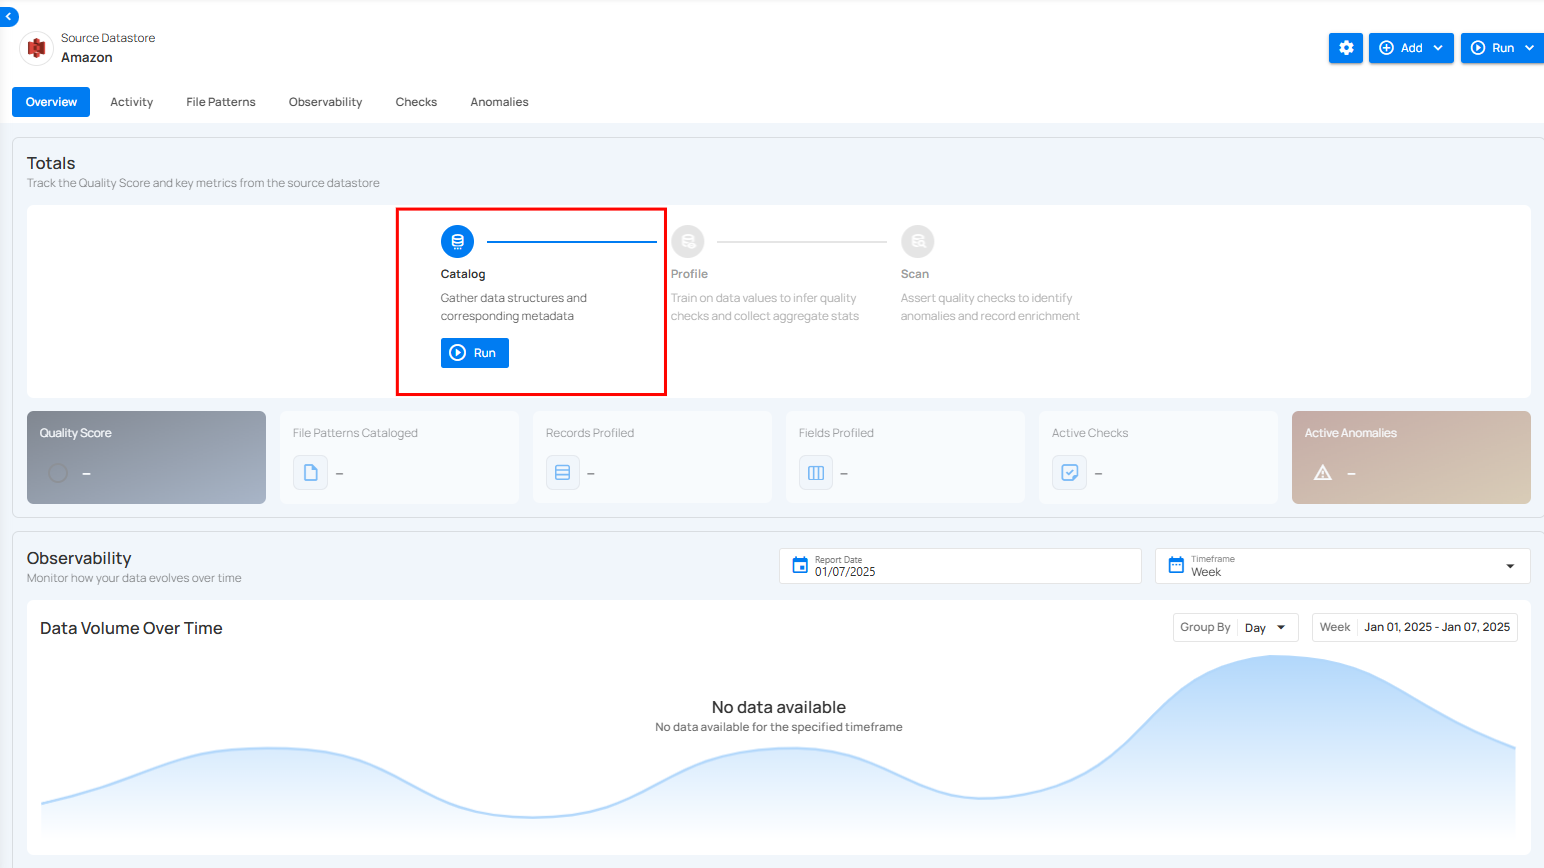 Source Datastore
Amazon
Add
Run
Overview
Activity
File Patterns
Observability
Checks
Anomalies
Totals
Track the Quality Score and key metrics from the source datastore
Catalog
Gather data structures and
corresponding metadata
Run
Profile
Train on data values to infer quality
checks and collect aggregate stats
Scan
Assert quality checks to identify
anomalies and record enrichment
Quality Score
–
File Patterns Cataloged
–
Records Profiled
–
Fields Profiled
–
Active Checks
–
Active Anomalies
–
Observability
Monitor how your data evolves over time
Report Date
01/07/2025
Timeframe
Week
Data Volume Over Time
Group By
Day
Week
Jan 01, 2025 - Jan 07, 2025
No data available
No data available for the specified timeframe